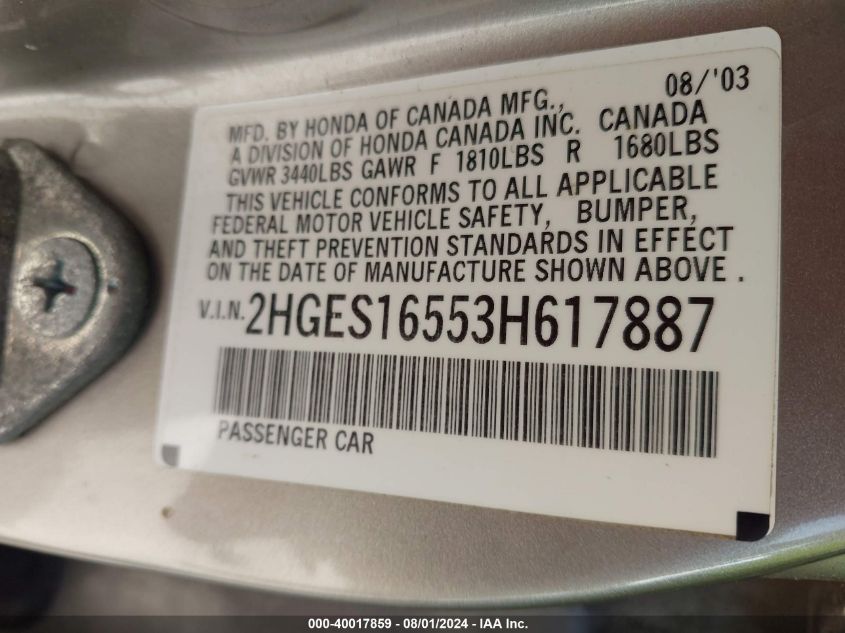 08/'03
MFD. BY HONDA OF CANADA MFG.,
A DIVISION OF HONDA CANADA INC. CANADA
GVWR 3440LBS GAWR F 1810LBS R 1680LBS
THIS VEHICLE CONFORMS TO ALL APPLICABLE
FEDERAL MOTOR VEHICLE SAFETY, BUMPER,
AND THEFT PREVENTION STANDARDS IN EFFECT
ON THE DATE OF MANUFACTURE SHOWN ABOVE.
V.I.N. 2HGES16553H617887
PASSENGER CAR
000-40017859 - 08/01/2024 - IAA Inc.